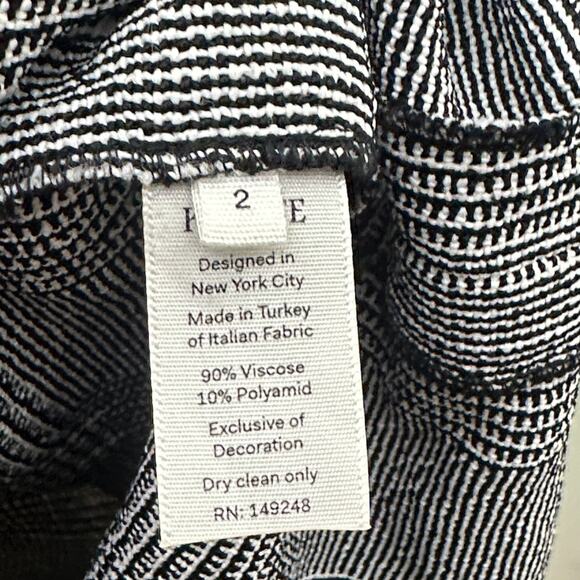 2
Designed in
New York City
Made in Turkey
of Italian Fabric
90% Viscose
10% Polyamid
Exclusive of
Decoration
Dry clean only
RN: 149248